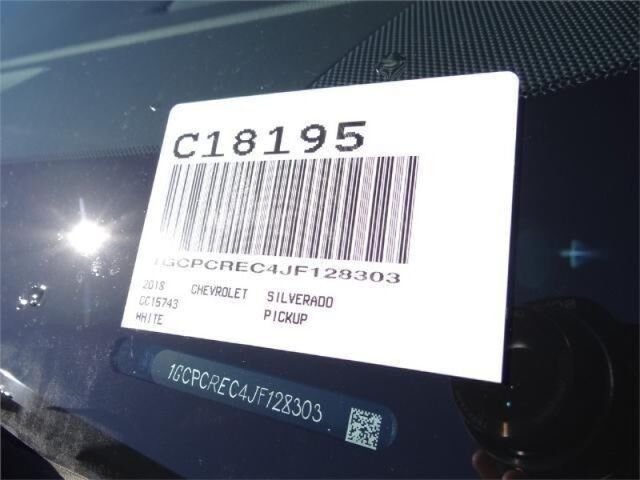 C18195
1GCPCREC4JF128303
2018 CHEVROLET SILVERADO
CC15743 PICKUP
WHITE
1GCPCREC4JF128303